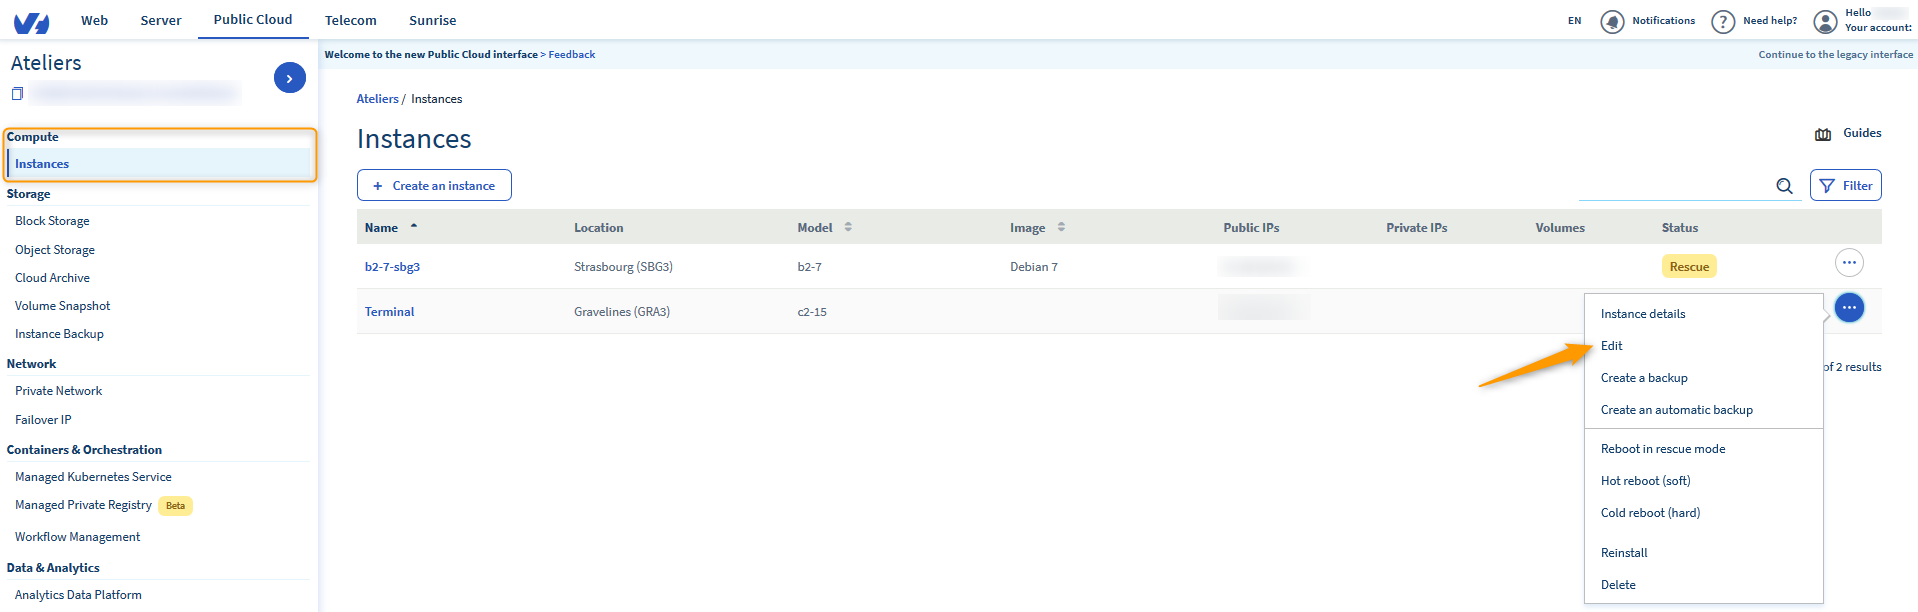 Web Server Public Cloud Telecom Sunrise EN Notifications ? Need help? Hello
Your account:
Welcome to the new Public Cloud interface > Feedback Continue to the legacy interface
Ateliers
Compute
Instances
Storage
Block Storage
Object Storage
Cloud Archive
Volume Snapshot
Instance Backup
Network
Private Network
Failover IP
Containers & Orchestration
Managed Kubernetes Service
Managed Private Registry Beta
Workflow Management
Data & Analytics
Analytics Data Platform
Ateliers / Instances
Instances
Guides
+ Create an instance
Filter
Name Location Model Image Public IPs Private IPs Volumes Status
b2-7-sbg3 Strasbourg (SBG3) b2-7 Debian 7 Rescue ...
Terminal Gravelines (GRA3) c2-15 ...
of 2 results
Instance details
Edit
Create a backup
Create an automatic backup
Reboot in rescue mode
Hot reboot (soft)
Cold reboot (hard)
Reinstall
Delete